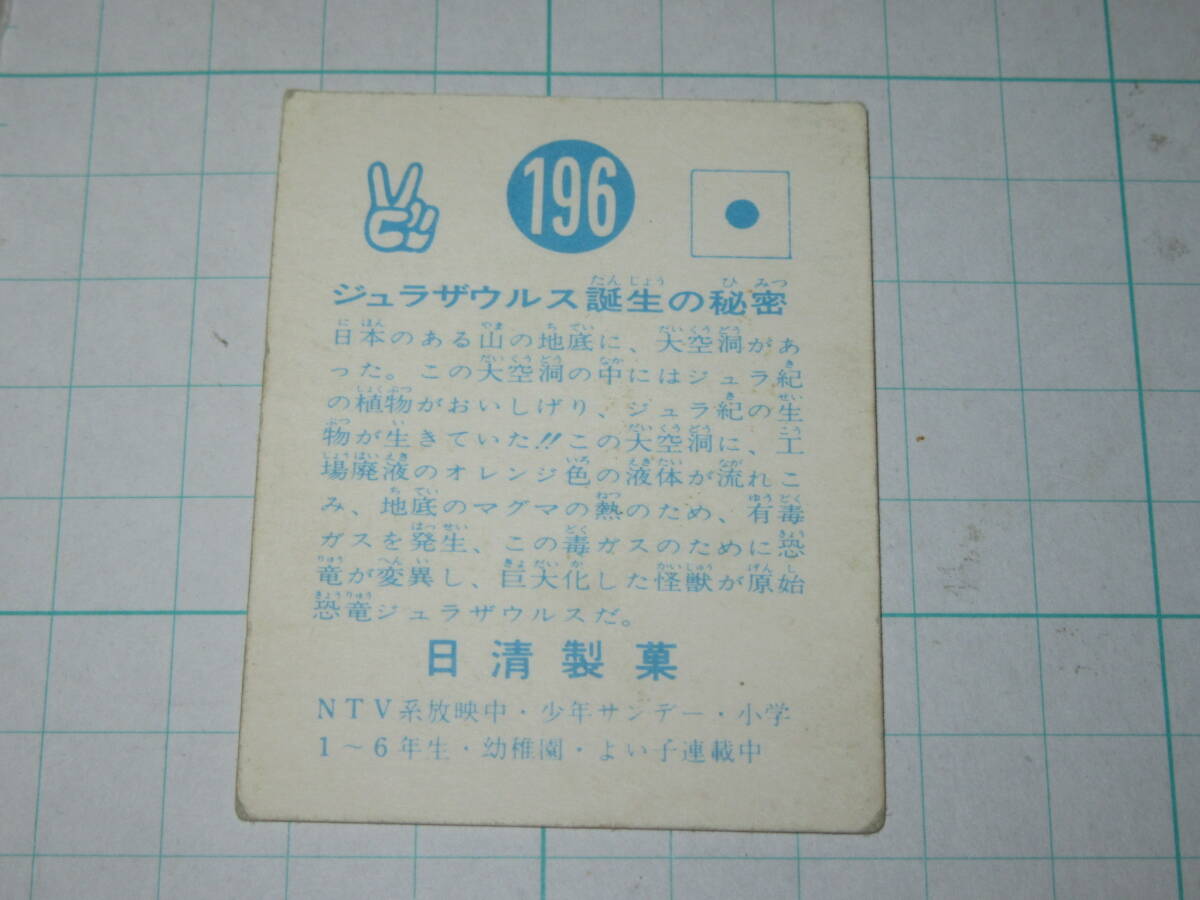 196
ジュラザウルス誕生の秘密
日本のある山の地底に、大空洞があ
った。この大空洞の中にはジュラ紀
の植物がおいしげり、ジュラ紀の生
物が生きていた!!この大空洞に、工
場廃液のオレンジ色の液体が流れこ
み、地底のマグマの熱のため、有毒
ガスを発生、この毒ガスのために恐
竜が変異し、巨大化した怪獣が原始
恐竜ジュラザウルスだ。
日清製菓
NTV系放映中・少年サンデー・小学
1～6年生・幼稚園・よい子連載中